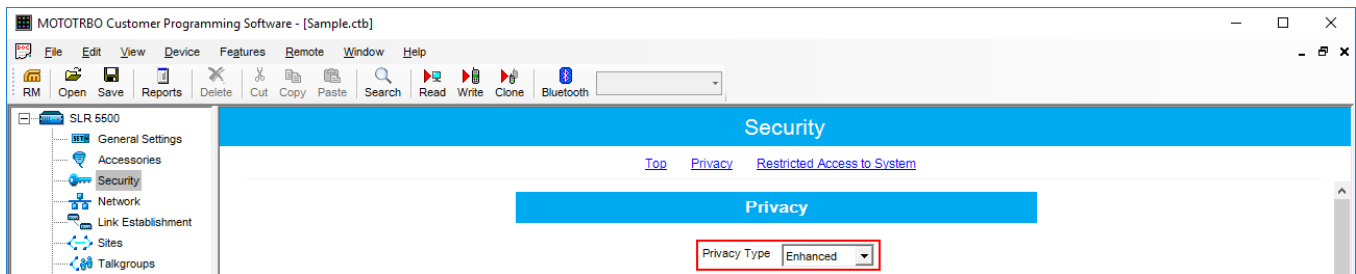 MOTOTRBO Customer Programming Software - [Sample.ctb]
File Edit View Device Features Remote Window Help
RM Open Save Reports Delete Cut Copy Paste Search Read Write Clone Bluetooth
SLR 5500
General Settings
Accessories
Security
Network
Link Establishment
Sites
Talkgroups
Security
Top Privacy Restricted Access to System
Privacy
Privacy Type Enhanced